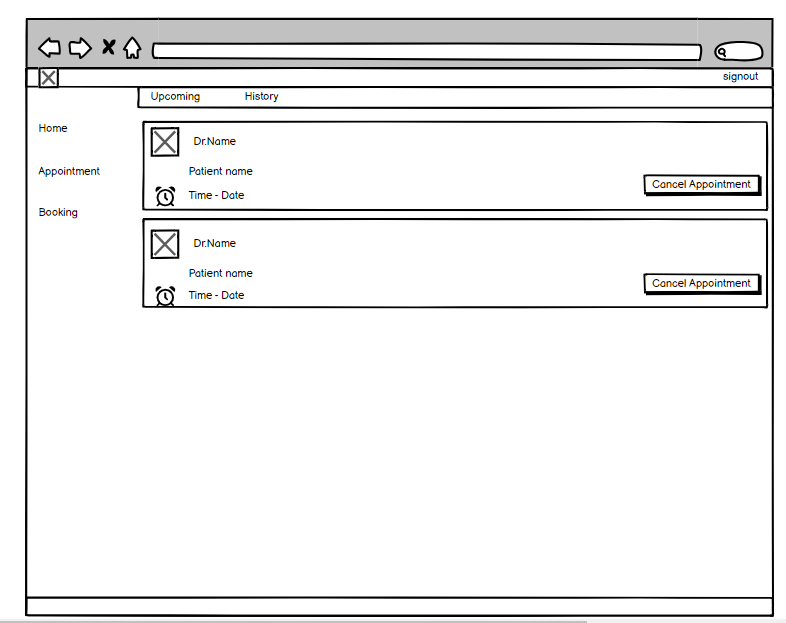 signout
Upcoming History
Home
Appointment
Booking
Dr.Name
Patient name
Time - Date
Cancel Appointment
Dr.Name
Patient name
Time - Date
Cancel Appointment